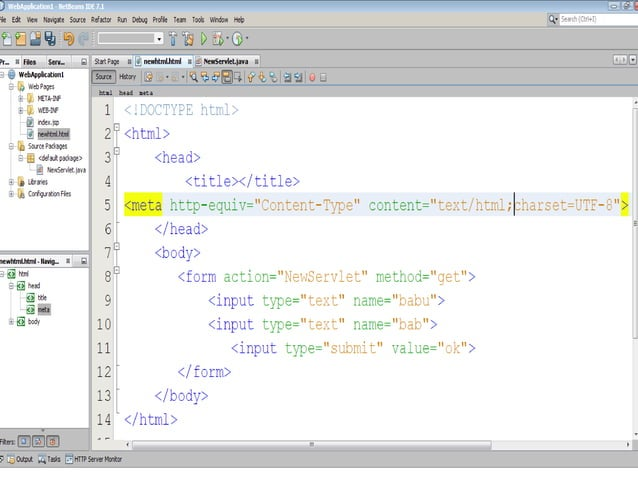 WebApplication1 - NetBeans IDE 7.1
File Edit View Navigate Source Refactor Run Debug Profile Team Tools Window Help
Search (Ctrl+I)
Pr... Files Serv...
Start Page newhtml.html NewServlet.java
Source History
html head meta
WebApplication1
Web Pages
META-INF
WEB-INF
index.jsp
newhtml.html
Source Packages
<default package>
NewServlet.java
Libraries
Configuration Files
newhtml.html - Navig...
html
head
title
meta
body
Filters:
1 <!DOCTYPE html>
2 <html>
3 <head>
4 <title></title>
5 <meta http-equiv="Content-Type" content="text/html;charset=UTF-8">
6 </head>
7 <body>
8 <form action="NewServlet" method="get">
9 <input type="text" name="babu">
10 <input type="text" name="bab">
11 <input type="submit" value="ok">
12 </form>
13 </body>
14 </html>
Output Tasks HTTP Server Monitor